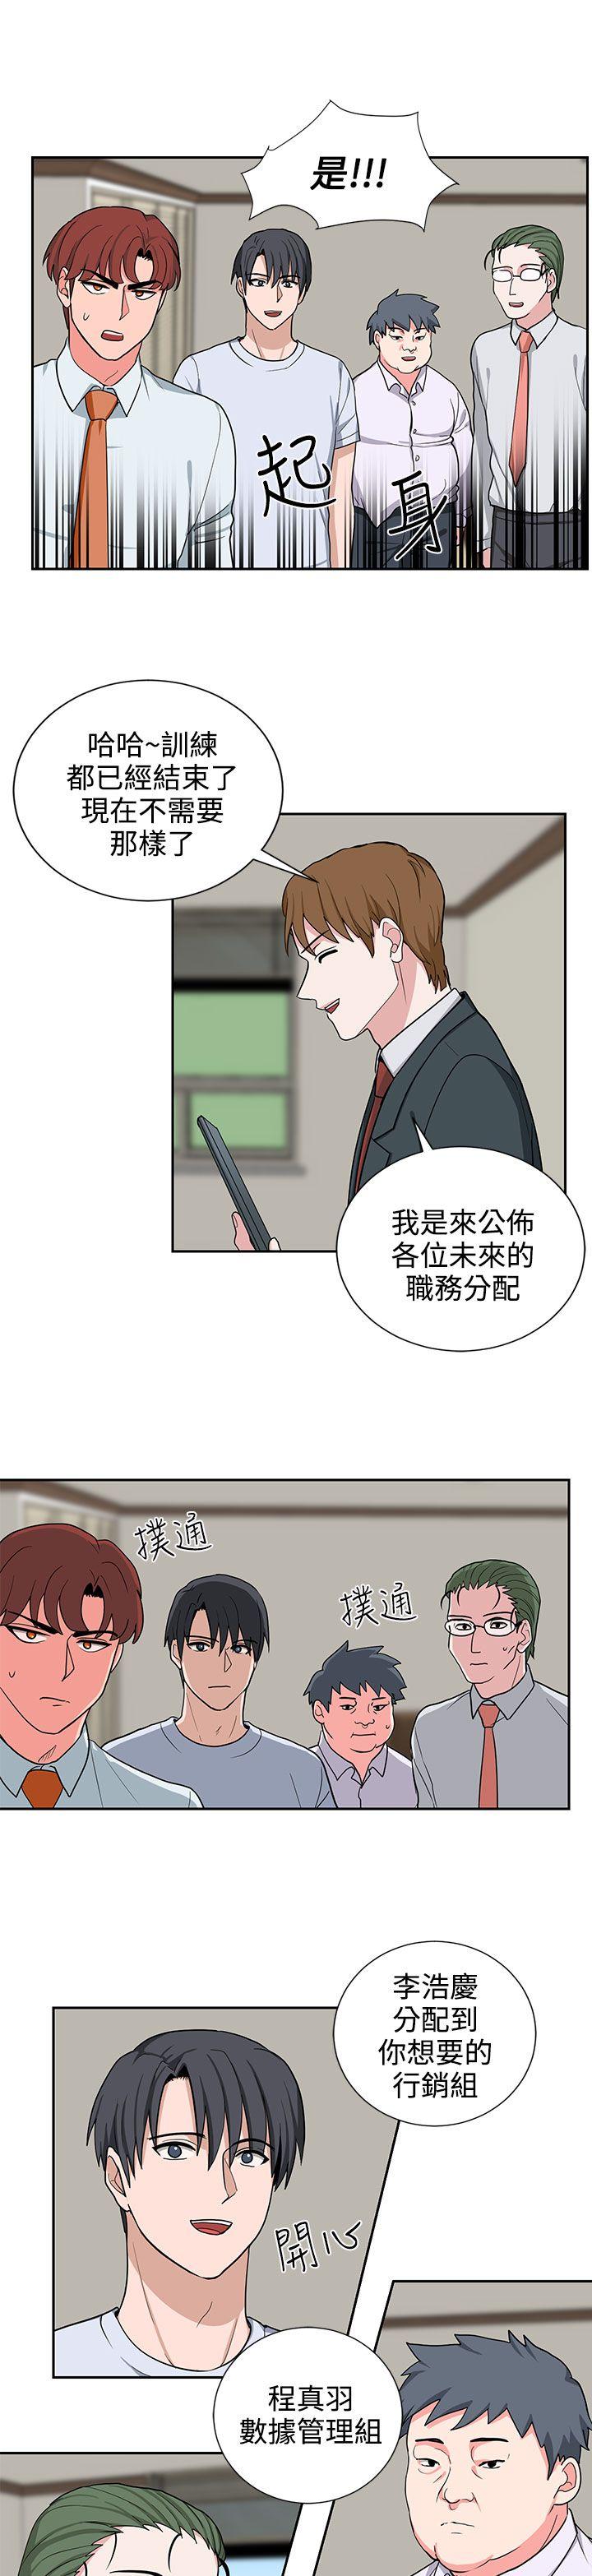 是!!!
起身
哈哈~訓練
都已經結束了
現在不需要
那樣了
我是來公佈
各位未來的
職務分配
撲通
撲通
李浩慶
分配到
你想要的
行銷組
開心
程真羽
數據管理組